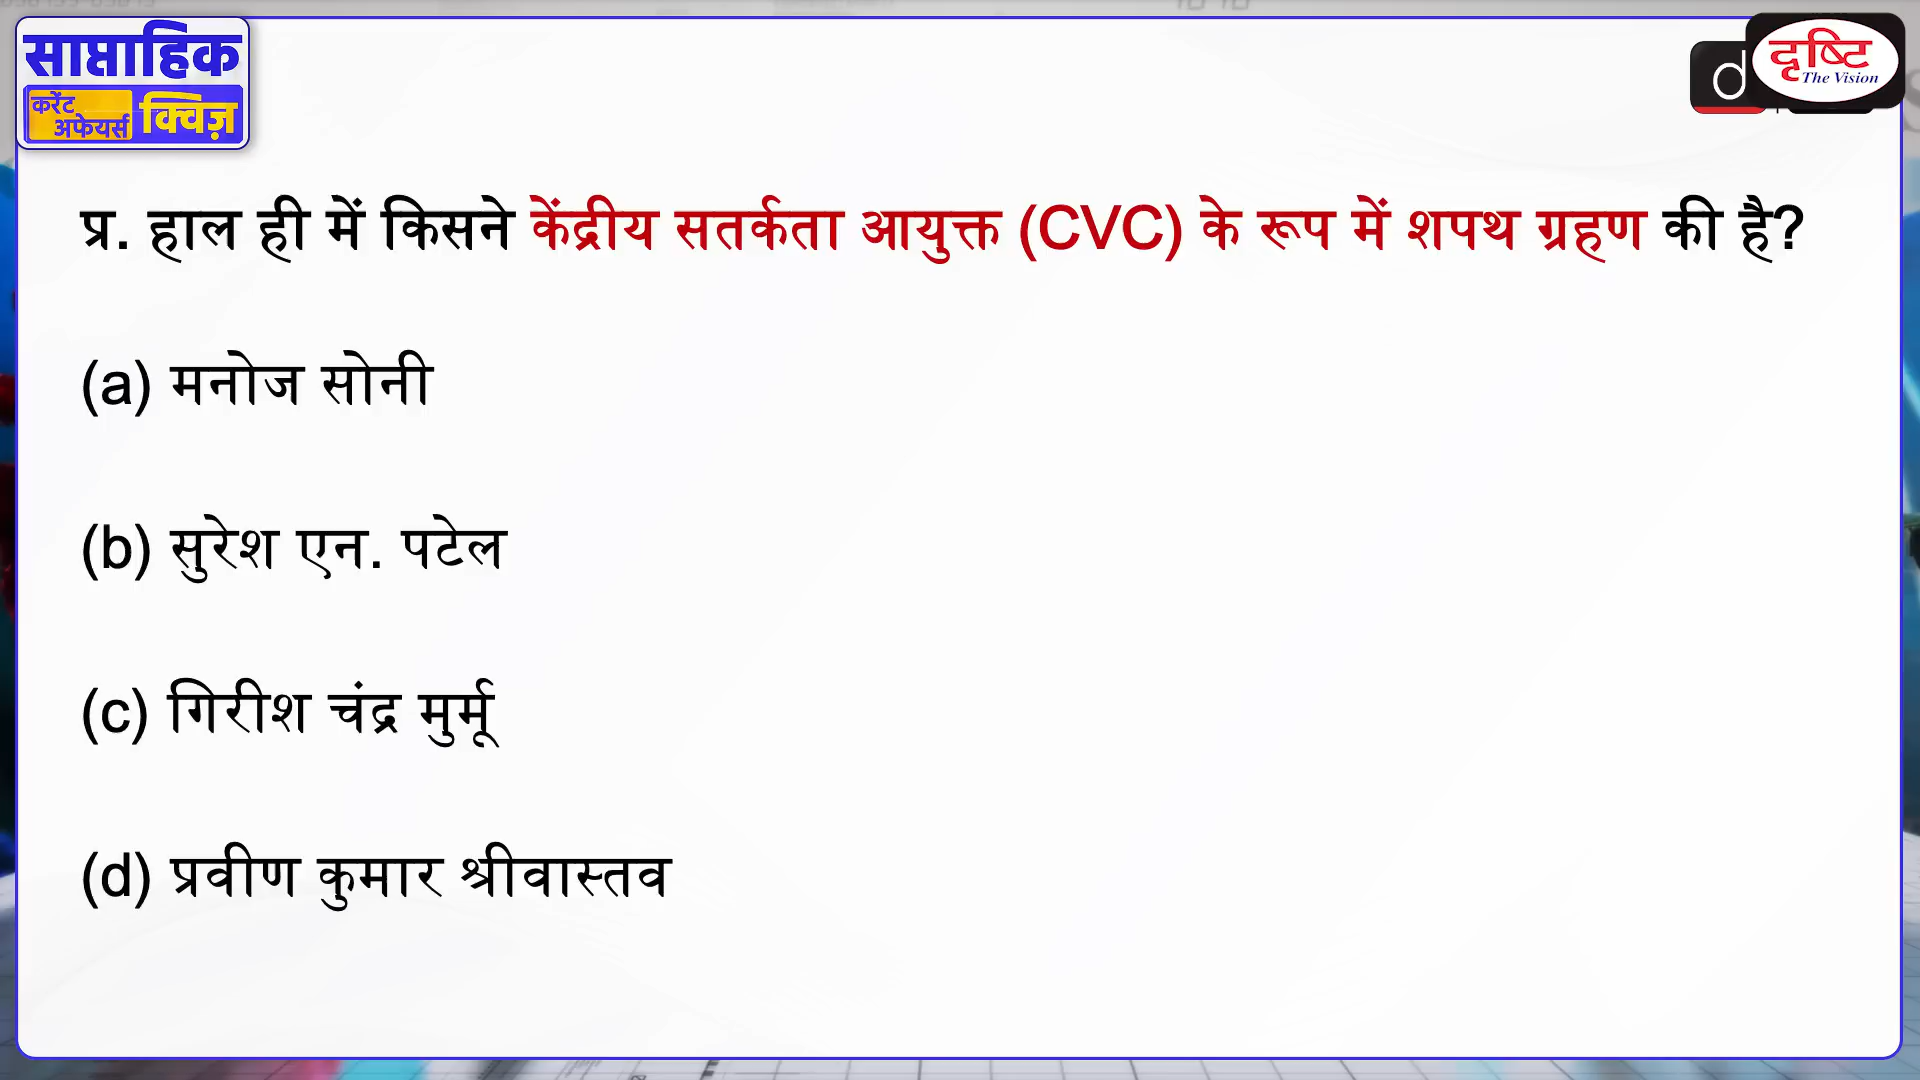 साप्ताहिक
करेंट
अफेयर्स क्विज़
दृष्टि
The Vision
d
प्र. हाल ही में किसने केंद्रीय सतर्कता आयुक्त (CVC) के रूप में शपथ ग्रहण की है?
(a) मनोज सोनी
(b) सुरेश एन. पटेल
(c) गिरीश चंद्र मुर्मू
(d) प्रवीण कुमार श्रीवास्तव